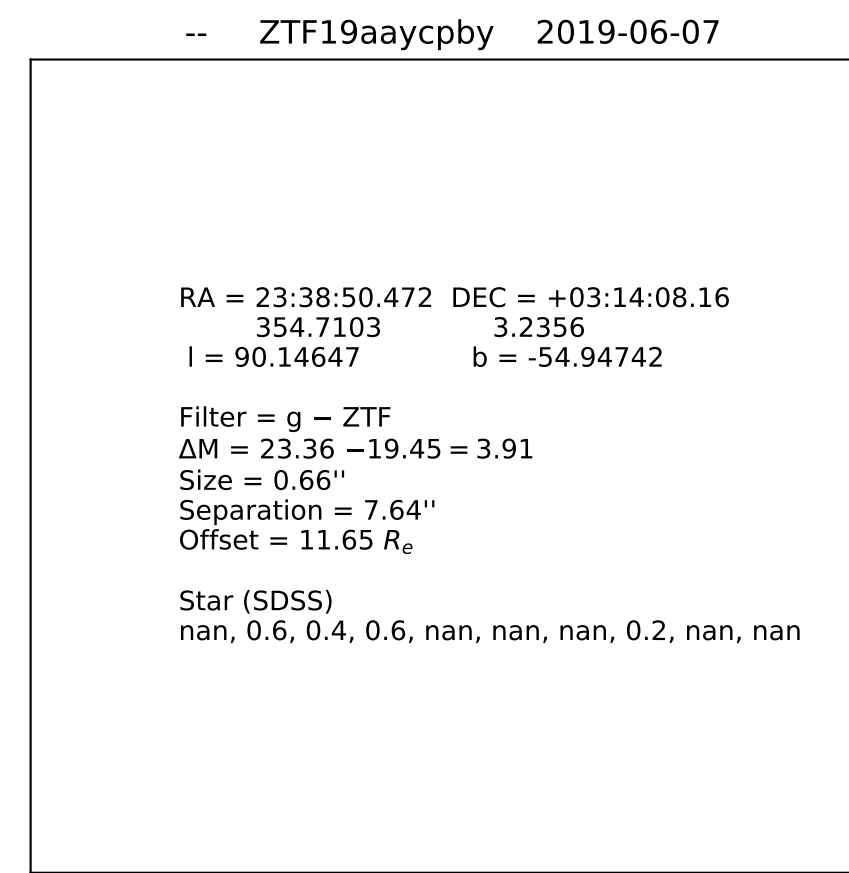 -- ZTF19aaycpby 2019-06-07
RA = 23:38:50.472 DEC = +03:14:08.16
354.7103 3.2356
l = 90.14647 b = -54.94742
Filter = g − ZTF
ΔM = 23.36 −19.45 = 3.91
Size = 0.66''
Separation = 7.64''
Offset = 11.65 Re
Star (SDSS)
nan, 0.6, 0.4, 0.6, nan, nan, nan, 0.2, nan, nan